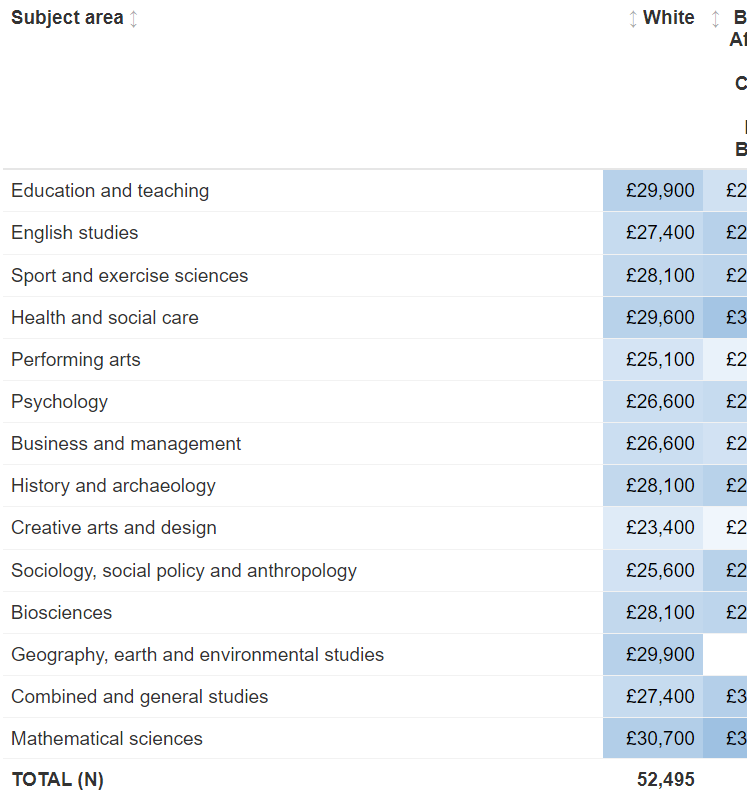 Subject area White B
Af
C
B
Education and teaching £29,900 £2
English studies £27,400 £2
Sport and exercise sciences £28,100 £2
Health and social care £29,600 £3
Performing arts £25,100 £2
Psychology £26,600 £2
Business and management £26,600 £2
History and archaeology £28,100 £2
Creative arts and design £23,400 £2
Sociology, social policy and anthropology £25,600 £2
Biosciences £28,100 £2
Geography, earth and environmental studies £29,900
Combined and general studies £27,400 £3
Mathematical sciences £30,700 £3
TOTAL (N) 52,495